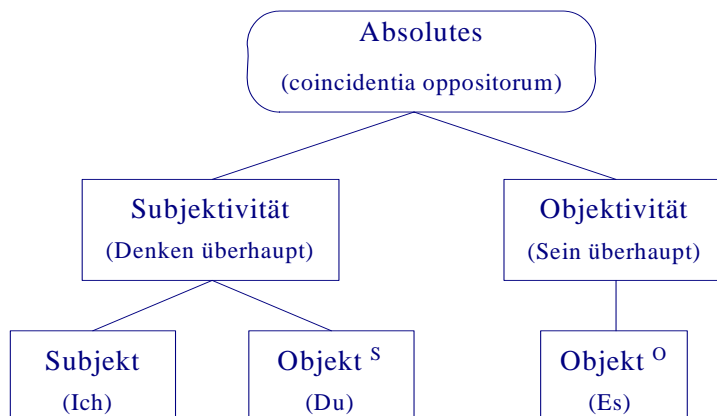 Absolutes
(coincidentia oppositorum)
Subjektivität
(Denken überhaupt)
Objektivität
(Sein überhaupt)
Subjekt
(Ich)
Objekt ˢ
(Du)
Objekt ᴼ
(Es)